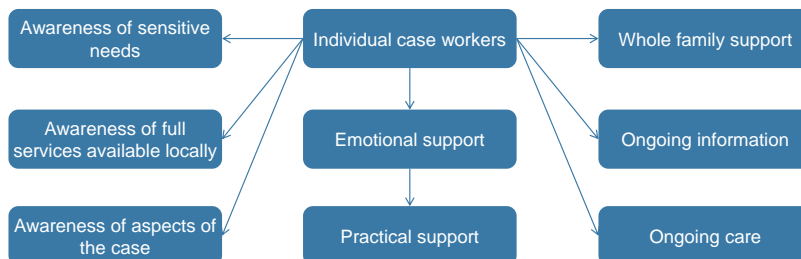 Awareness of sensitive
needs
Individual case workers
Whole family support
Awareness of full
services available locally
Emotional support
Ongoing information
Awareness of aspects of
the case
Practical support
Ongoing care